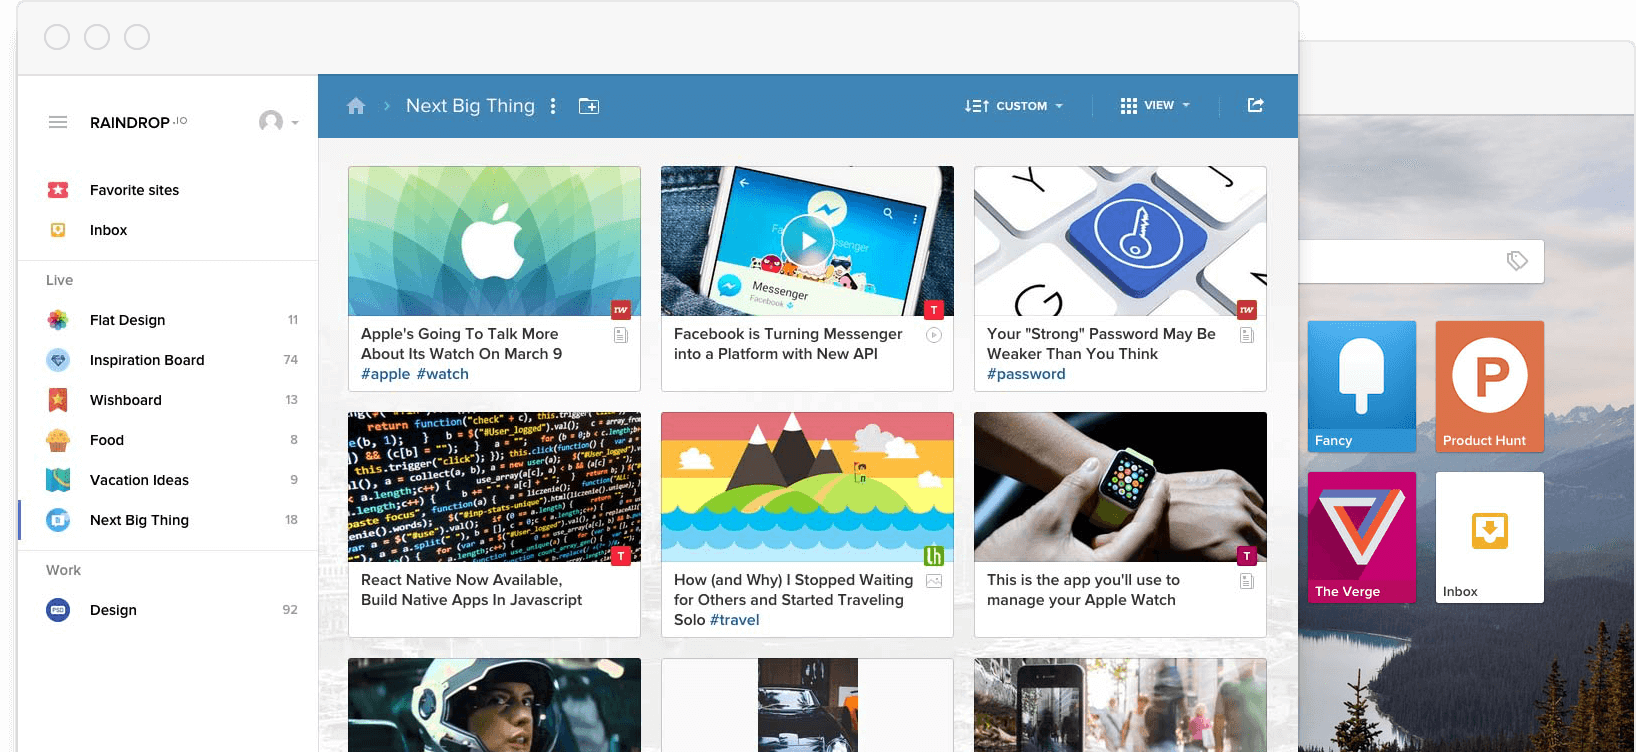 RAINDROP.IO
Favorite sites
Inbox
Live
Flat Design 11
Inspiration Board 74
Wishboard 13
Food 8
Vacation Ideas 9
Next Big Thing 18
Work
Design 92
Next Big Thing
CUSTOM
VIEW
Messenger
Facebook
rw
T
rw
Apple's Going To Talk More
About Its Watch On March 9
#apple #watch
Facebook is Turning Messenger
into a Platform with New API
Your "Strong" Password May Be
Weaker Than You Think
#password
T
lh
T
React Native Now Available,
Build Native Apps In Javascript
How (and Why) I Stopped Waiting
for Others and Started Traveling
Solo #travel
This is the app you'll use to
manage your Apple Watch
Fancy
P
Product Hunt
The Verge
Inbox